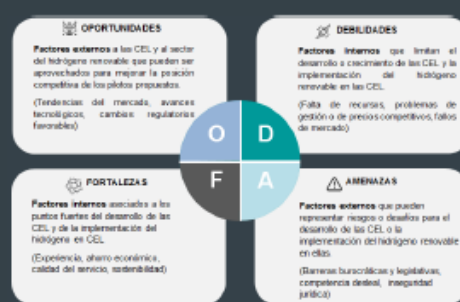 OPORTUNIDADES
Factores externos a las CEL y al sector
del hidrógeno renovable que pueden ser
aprovechados para mejorar la posición
competitiva de los pilotos propuestos.
(Tendencias del mercado, avances
tecnológicos, cambios regulatorios
favorables)
DEBILIDADES
Factores internos que limitan el
desarrollo o crecimiento de las CEL y la
implementación del hidrógeno
renovable en las CEL.
(Falta de recursos, problemas de
gestión o de precios competitivos, fallos
de mercado)
O
D
F
A
FORTALEZAS
Factores internos asociados a los
puntos fuertes del desarrollo de las
CEL y de la implementación del
hidrógeno en CEL
(Experiencia, ahorro económico,
calidad del servicio, sostenibilidad)
AMENAZAS
Factores externos que pueden
representar riesgos o desafíos para el
desarrollo de las CEL o la
implementación del hidrógeno renovable
en ellas.
(Barreras burocráticas y legislativas,
competencia desleal, inseguridad
jurídica)